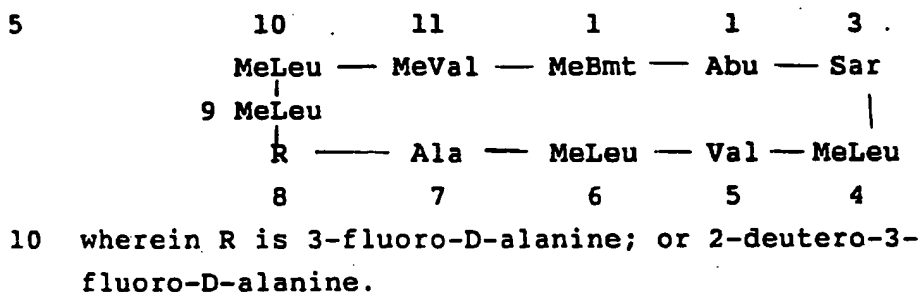 5 10 11 1 1 3
MeLeu — MeVal — MeBmt — Abu — Sar
9 MeLeu
R — Ala — MeLeu — Val — MeLeu
8 7 6 5 4
10 wherein R is 3-fluoro-D-alanine; or 2-deutero-3-
fluoro-D-alanine.